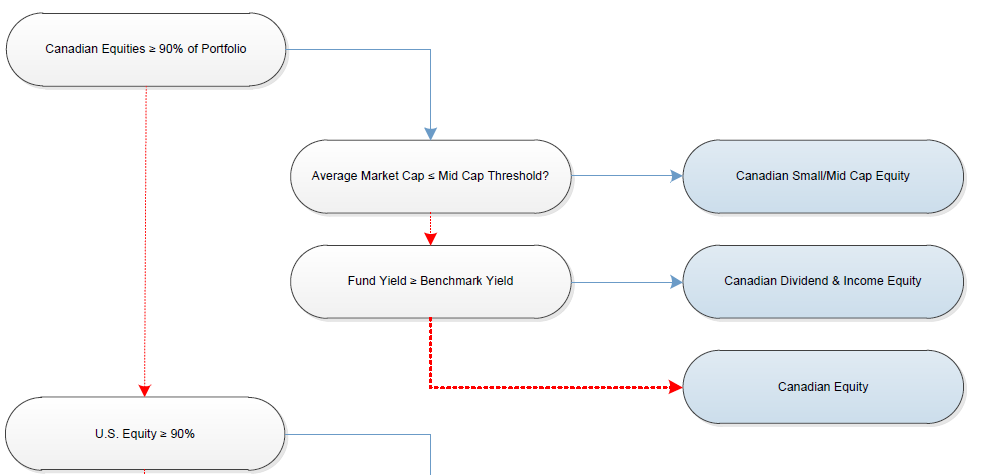 Canadian Equities ≥ 90% of Portfolio
Average Market Cap ≤ Mid Cap Threshold?
Canadian Small/Mid Cap Equity
Fund Yield ≥ Benchmark Yield
Canadian Dividend & Income Equity
Canadian Equity
U.S. Equity ≥ 90%